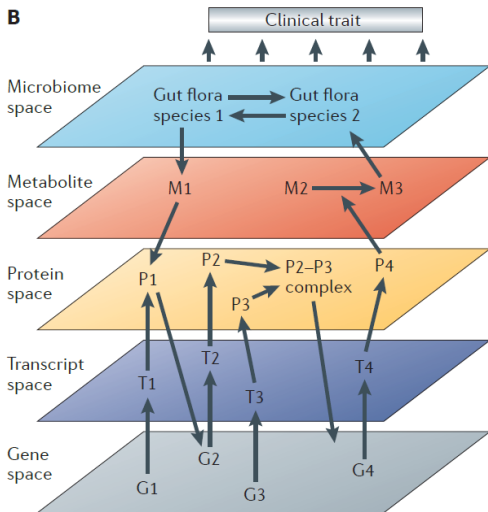 B
Clinical trait
Microbiome
space
Gut flora
species 1
Gut flora
species 2
Metabolite
space
M1
M2
M3
Protein
space
P1
P2
P3
P2–P3
complex
P4
Transcript
space
T1
T2
T3
T4
Gene
space
G1
G2
G3
G4